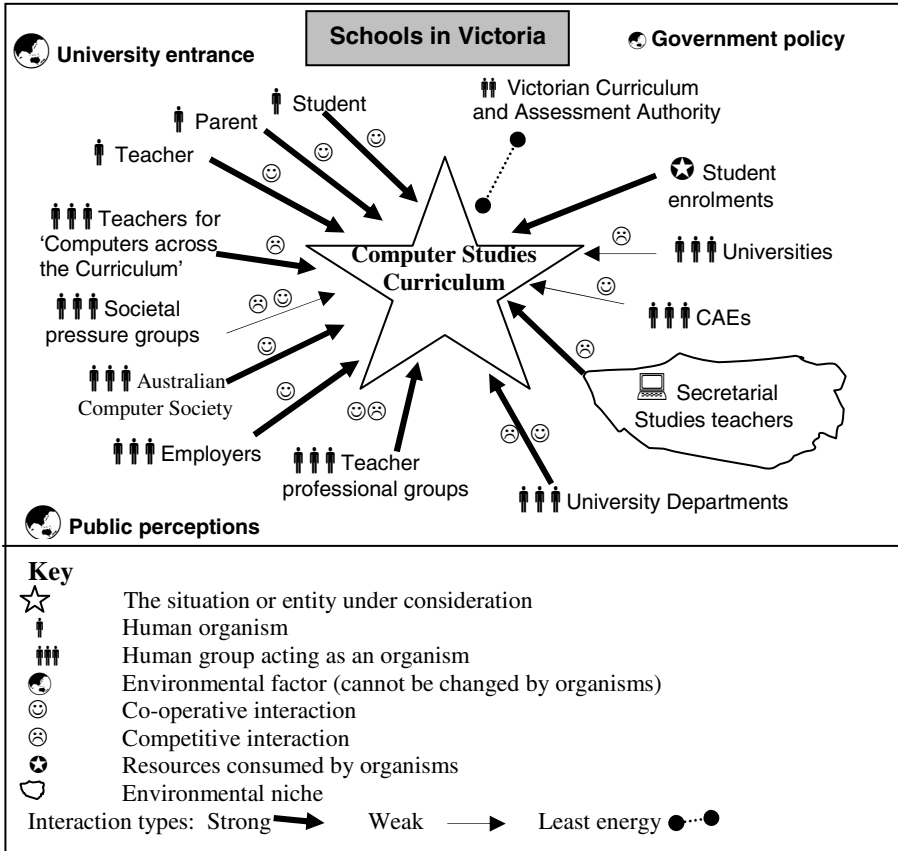 Schools in Victoria
University entrance
Government policy
Student
Parent
Teacher
Victorian Curriculum
and Assessment Authority
Student
enrolments
Teachers for
'Computers across
the Curriculum'
Computer Studies
Curriculum
Universities
Societal
pressure groups
CAEs
Australian
Computer Society
Secretarial
Studies teachers
Employers
Teacher
professional groups
University Departments
Public perceptions
Key
The situation or entity under consideration
Human organism
Human group acting as an organism
Environmental factor (cannot be changed by organisms)
Co-operative interaction
Competitive interaction
Resources consumed by organisms
Environmental niche
Interaction types: Strong Weak Least energy